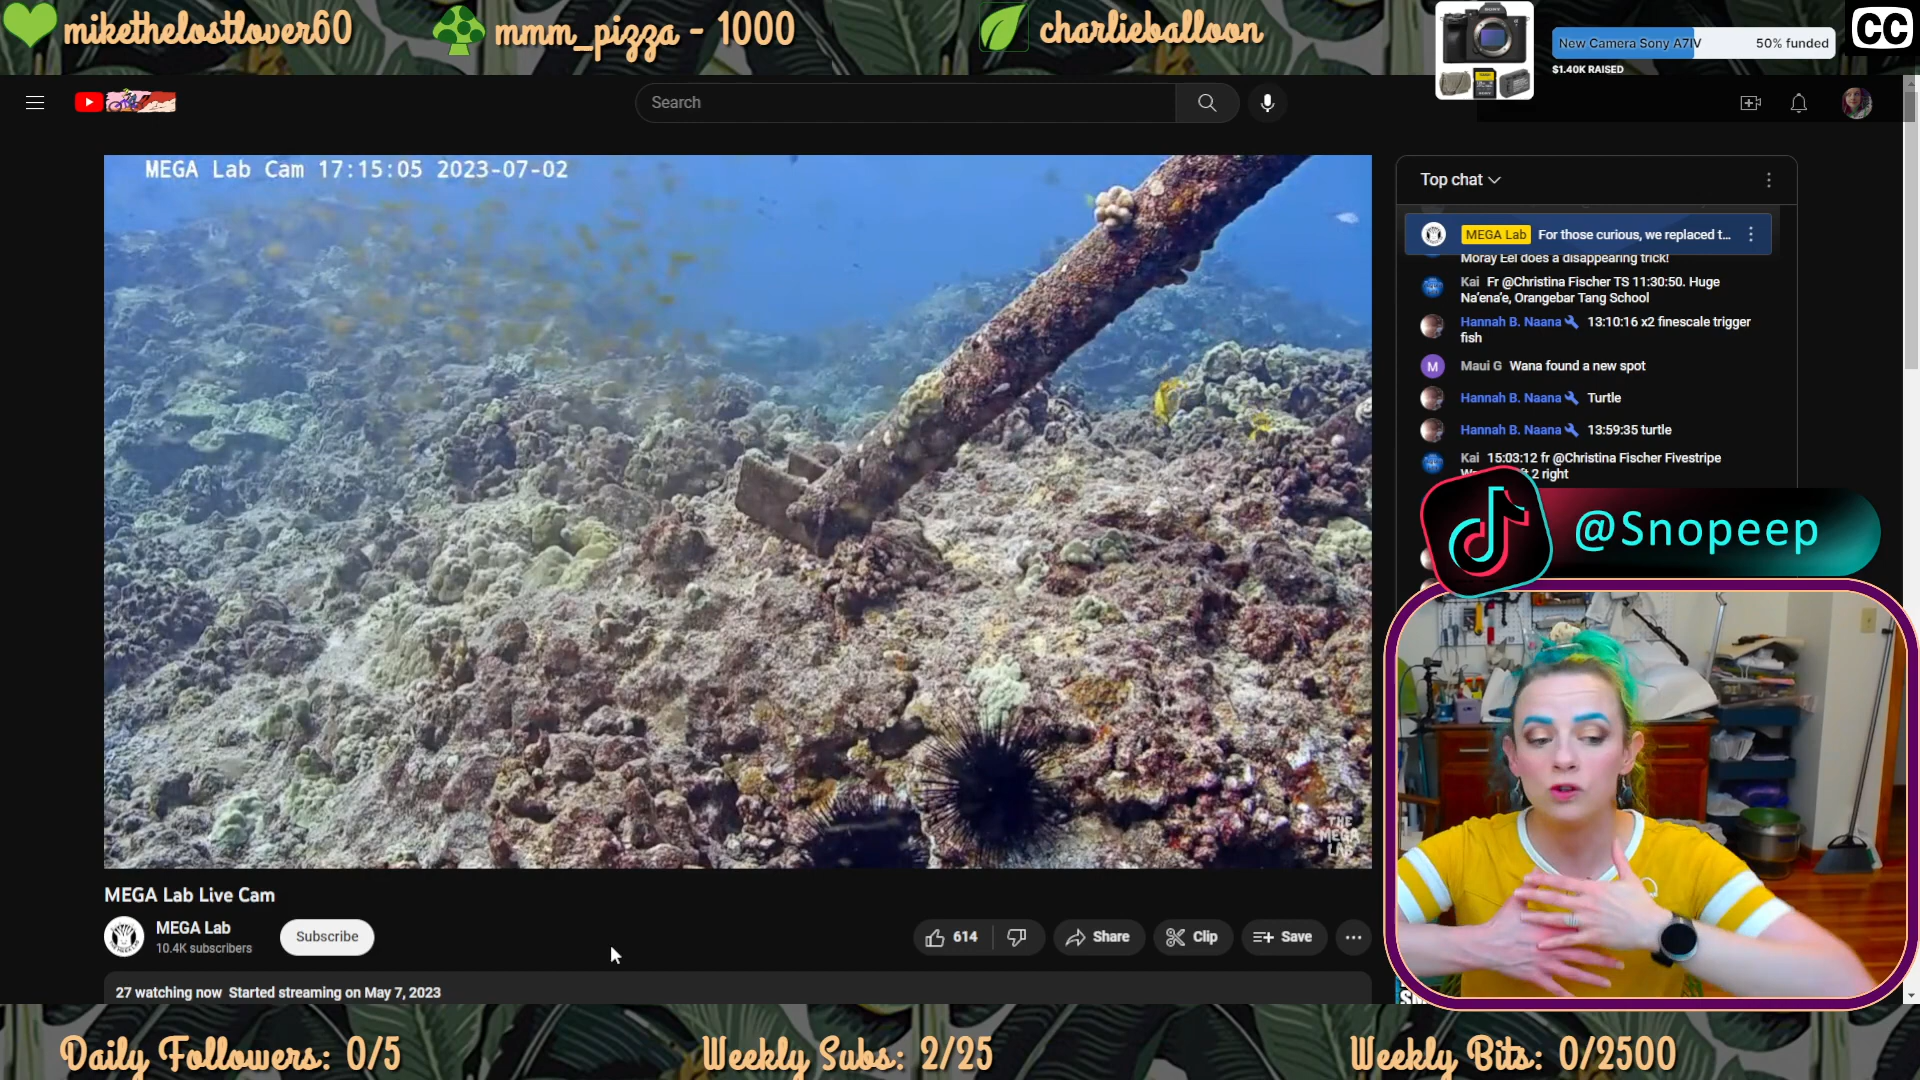 mikethelostlover60
mmm_pizza - 1000
charlieballoon
SONY
New Camera Sony A7IV 50% funded
$1.40K RAISED
CC
Search
MEGA Lab Cam 17:15:05 2023-07-02
Top chat
MEGA Lab For those curious, we replaced t...
Moray Eel does a disappearing trick!
Kai Fr @Christina Fischer TS 11:30:50. Huge
Na'ena'e, Orangebar Tang School
Hannah B. Naana 13:10:16 x2 finescale trigger
fish
M Maui G Wana found a new spot
Hannah B. Naana Turtle
Hannah B. Naana 13:59:35 turtle
Kai 15:03:12 fr @Christina Fischer Fivestripe
2 right
@Snopeep
THE
MEGA
LAB
MEGA Lab Live Cam
MEGA Lab
10.4K subscribers
Subscribe
614
Share
Clip
Save
27 watching now Started streaming on May 7, 2023
Daily Followers: 0/5
Weekly Subs: 2/25
Weekly Bits: 0/2500